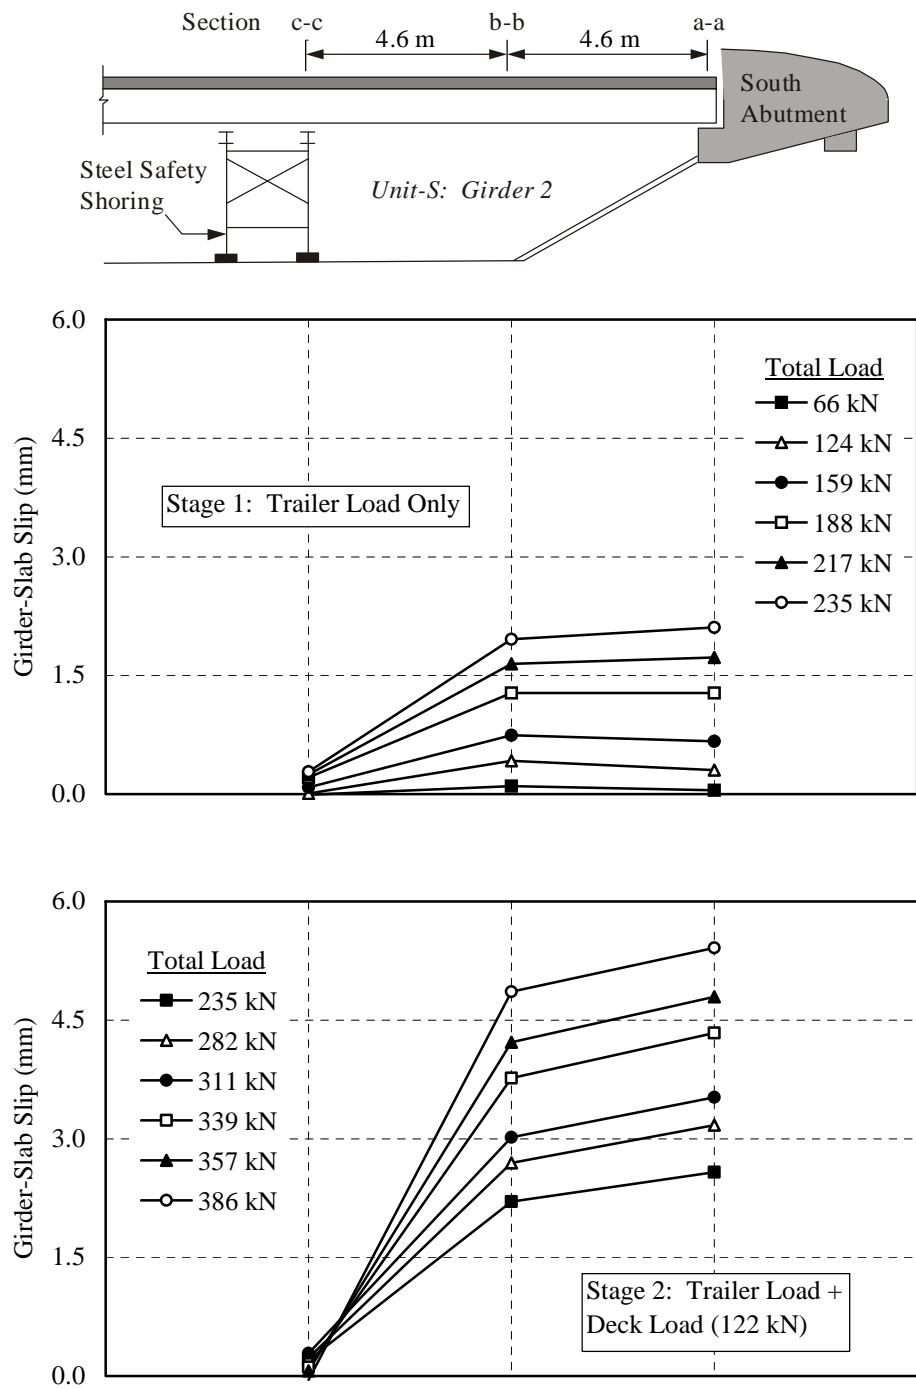 Section c-c b-b a-a
4.6 m 4.6 m
South
Abutment
Steel Safety
Shoring
Unit-S: Girder 2
6.0
4.5
3.0
1.5
0.0
Girder-Slab Slip (mm)
Stage 1: Trailer Load Only
Total Load
66 kN
124 kN
159 kN
188 kN
217 kN
235 kN
6.0
4.5
3.0
1.5
0.0
Girder-Slab Slip (mm)
Total Load
235 kN
282 kN
311 kN
339 kN
357 kN
386 kN
Stage 2: Trailer Load +
Deck Load (122 kN)